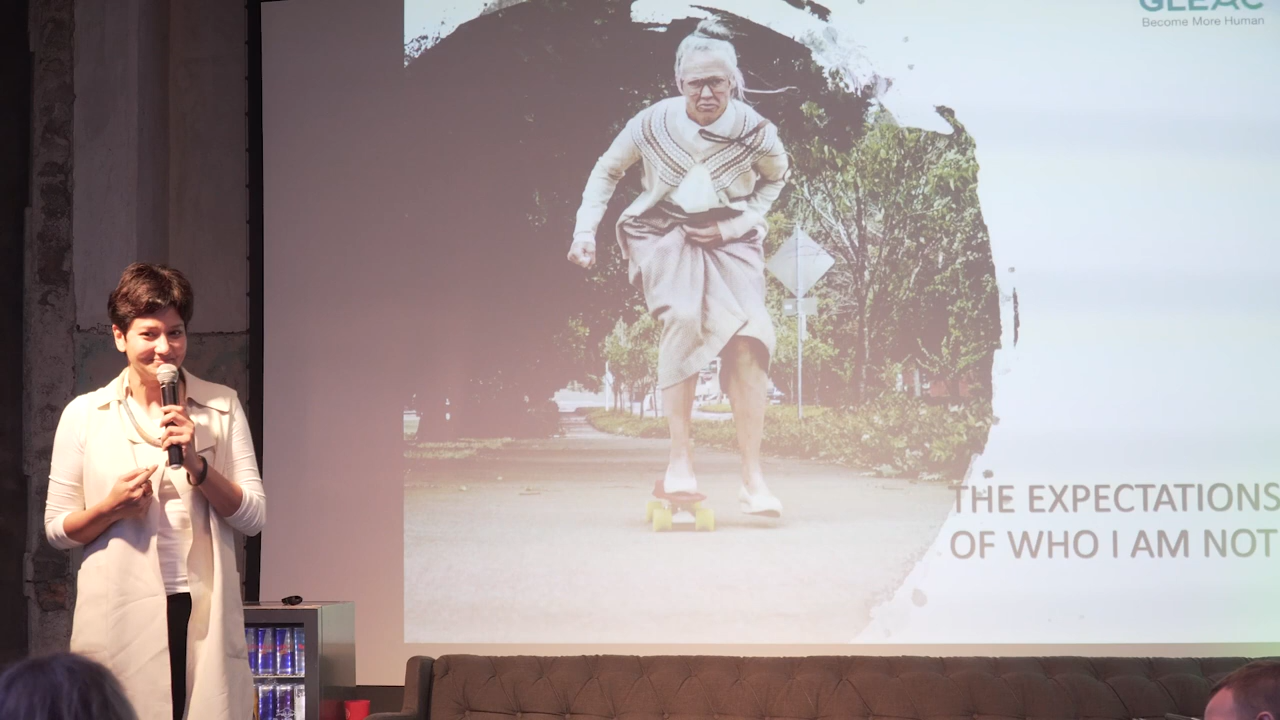 GLEAC
Become More Human
THE EXPECTATIONS
OF WHO I AM NOT